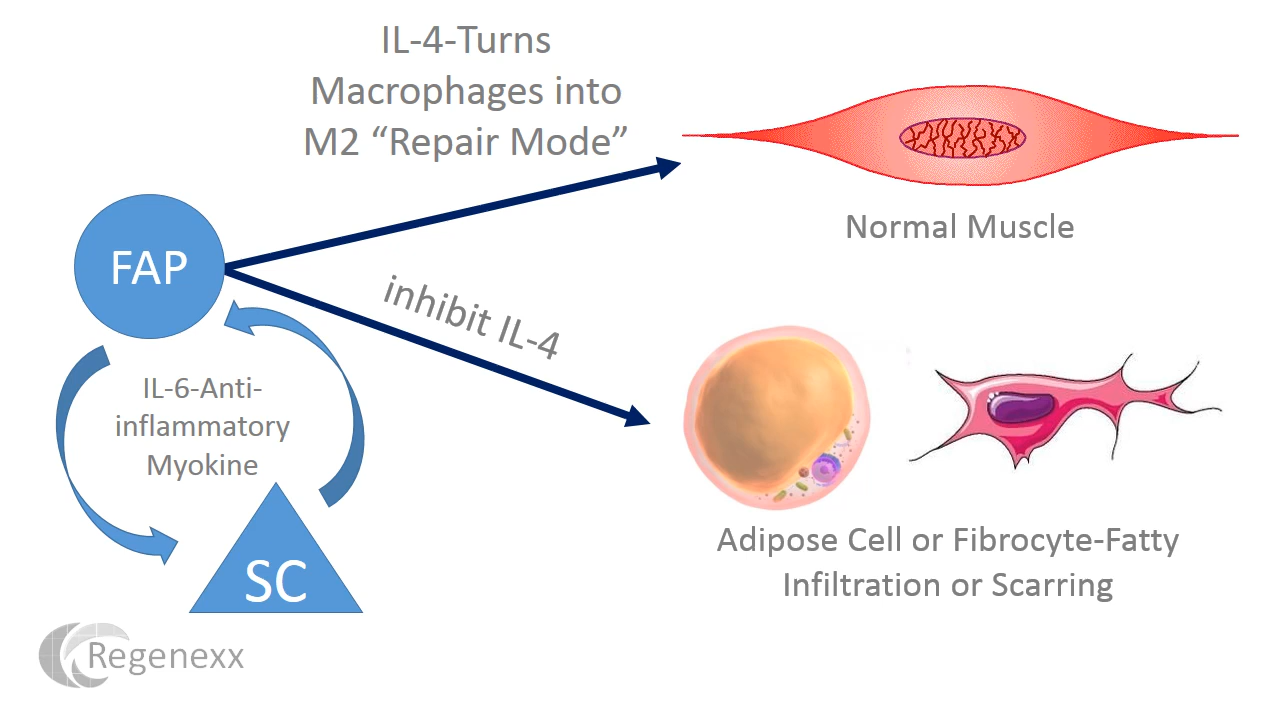 IL-4-Turns
Macrophages into
M2 “Repair Mode”
Normal Muscle
FAP
inhibit IL-4
IL-6-Anti-
inflammatory
Myokine
SC
Adipose Cell or Fibrocyte-Fatty
Infiltration or Scarring
Regenexx